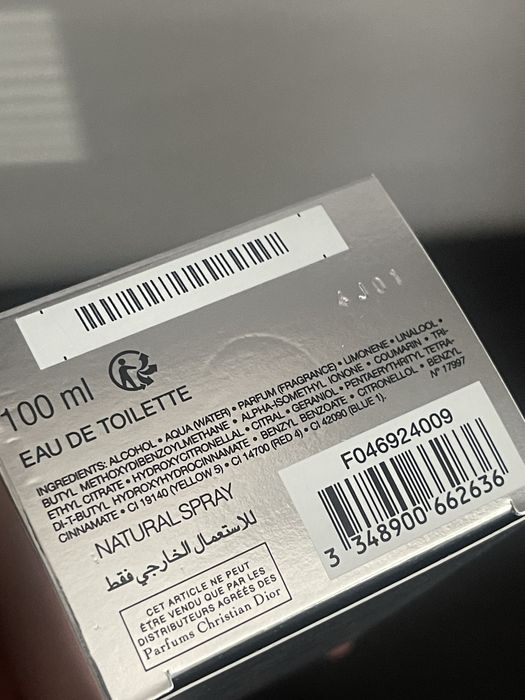 4J01
100 ml
EAU DE TOILETTE
INGREDIENTS: ALCOHOL • AQUA (WATER) • PARFUM (FRAGRANCE) • LIMONENE • LINALOOL •
BUTYL METHOXYDIBENZOYLMETHANE • ALPHA-ISOMETHYL IONONE • COUMARIN • TRI-
ETHYL CITRATE • HYDROXYCITRONELLAL • CITRAL • GERANIOL • PENTAERYTHRITYL TETRA-
DI-T-BUTYL HYDROXYHYDROCINNAMATE • BENZYL BENZOATE • CITRONELLOL • BENZYL
CINNAMATE • CI 19140 (YELLOW 5) • CI 14700 (RED 4) • CI 42090 (BLUE 1).
N° 17997
NATURAL SPRAY
للاستعمال الخارجي فقط
CET ARTICLE NE PEUT
ÊTRE VENDU QUE PAR LES
DISTRIBUTEURS AGRÉÉS DES
Parfums Christian Dior
F046924009
3 348900 662636